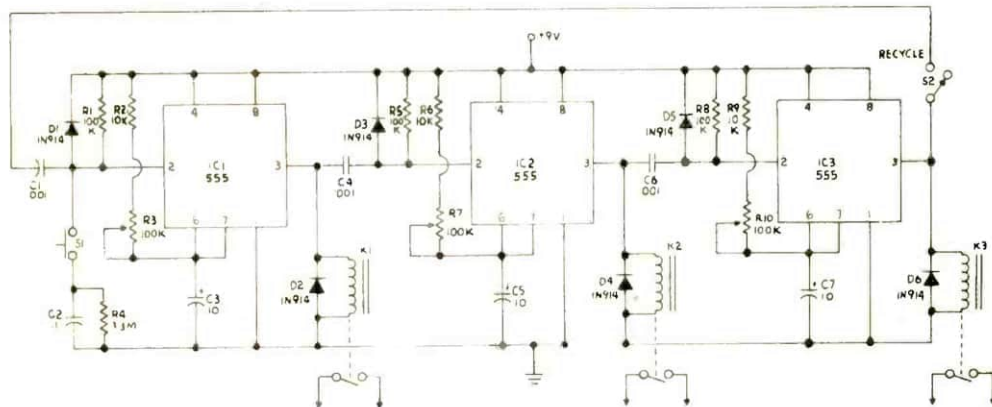 +9V
RECYCLE
S2
D1
1N914
R1
100
K
R2
10K
4
8
2
IC1
555
3
6
7
1
R3
100K
C1
.001
S1
C2
R4
C3
10
D2
1N914
K1
D3
1N914
R5
100
K
R6
10K
C4
.001
4
8
2
IC2
555
3
6
7
1
R7
100K
C5
10
D4
1N914
K2
D5
1N914
R8
100
K
R9
10
K
C6
.001
4
8
2
IC3
555
3
6
7
1
R10
100K
C7
10
D6
1N914
K3